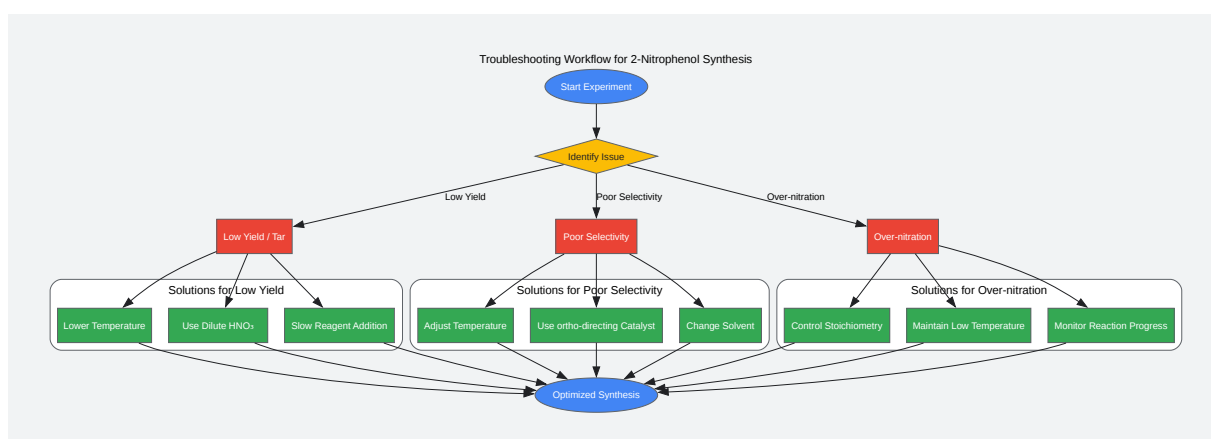 Troubleshooting Workflow for 2-Nitrophenol Synthesis
Start Experiment
Identify Issue
Low Yield
Poor Selectivity
Over-nitration
Low Yield / Tar
Poor Selectivity
Over-nitration
Solutions for Low Yield
Solutions for Poor Selectivity
Solutions for Over-nitration
Lower Temperature
Use Dilute HNO₃
Slow Reagent Addition
Adjust Temperature
Use ortho-directing Catalyst
Change Solvent
Control Stoichiometry
Maintain Low Temperature
Monitor Reaction Progress
Optimized Synthesis